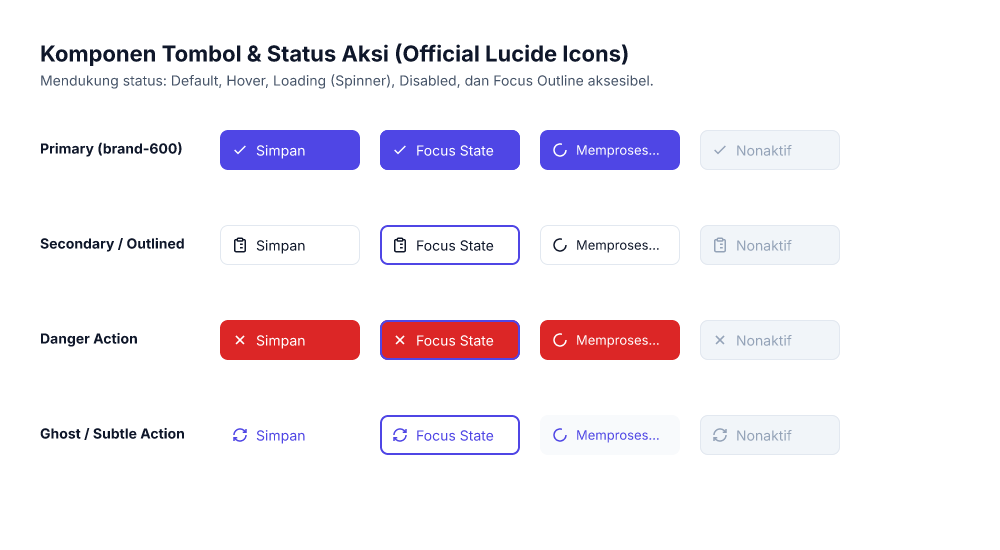 Komponen Tombol & Status Aksi (Official Lucide Icons)
Mendukung status: Default, Hover, Loading (Spinner), Disabled, dan Focus Outline aksesibel.
Primary (brand-600) Simpan Focus State Memproses... Nonaktif
Secondary / Outlined Simpan Focus State Memproses... Nonaktif
Danger Action Simpan Focus State Memproses... Nonaktif
Ghost / Subtle Action Simpan Focus State Memproses... Nonaktif